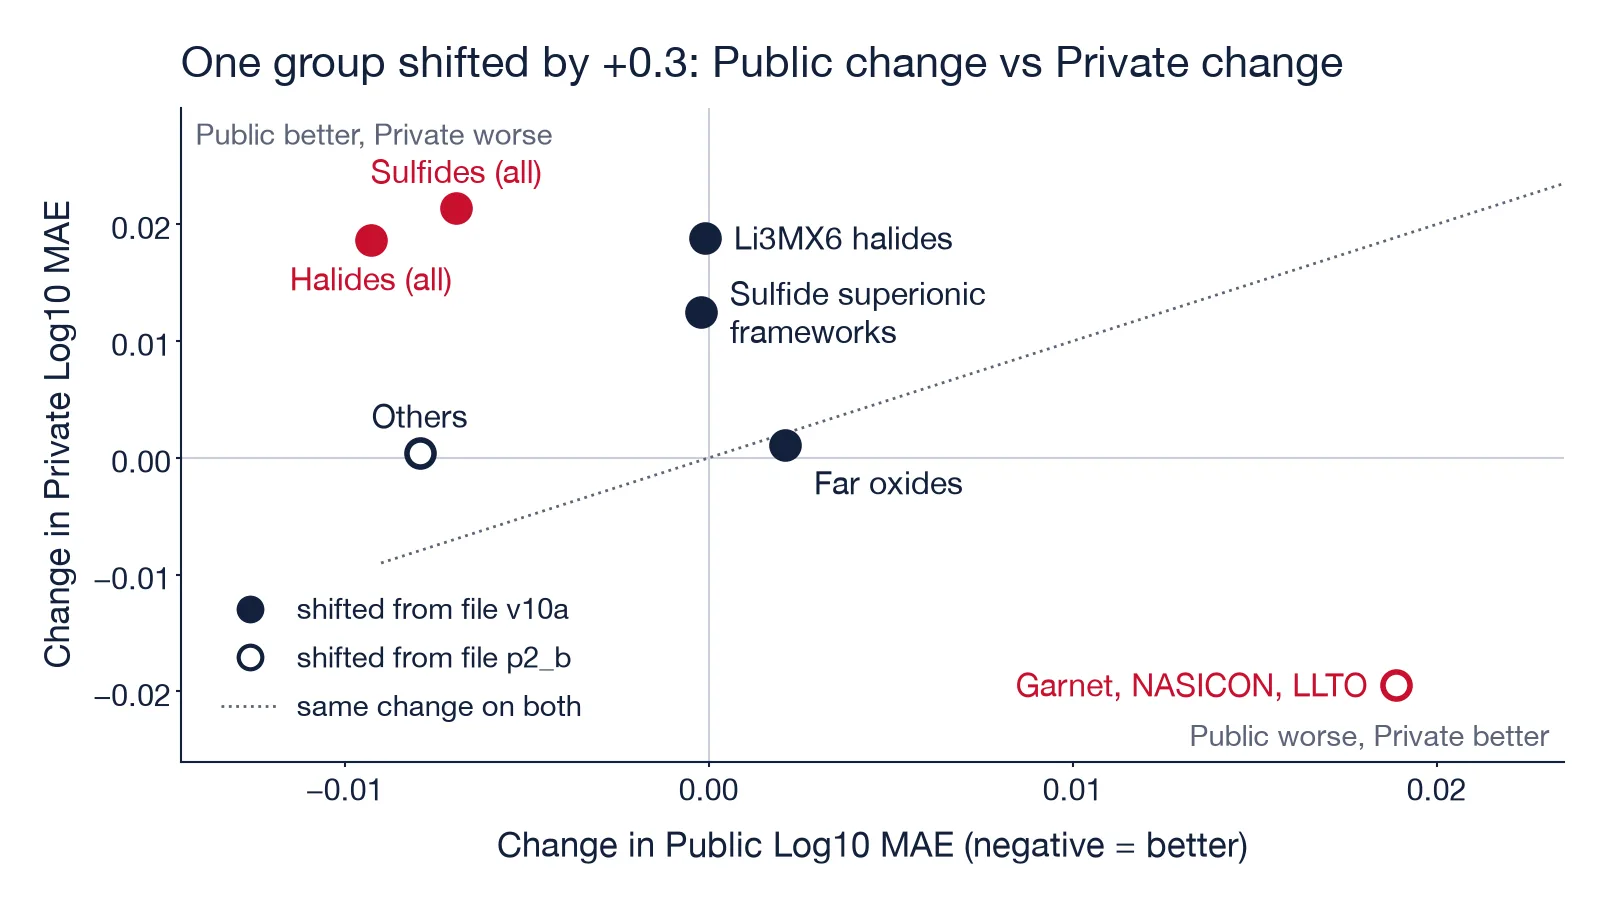 One group shifted by +0.3: Public change vs Private change
Public better, Private worse
Sulfides (all)
Halides (all)
Li3MX6 halides
Sulfide superionic
frameworks
Others
Far oxides
Garnet, NASICON, LLTO
Public worse, Private better
shifted from file v10a
shifted from file p2_b
same change on both
Change in Private Log10 MAE
0.02
0.01
0.00
−0.01
−0.02
−0.01
0.00
0.01
0.02
Change in Public Log10 MAE (negative = better)